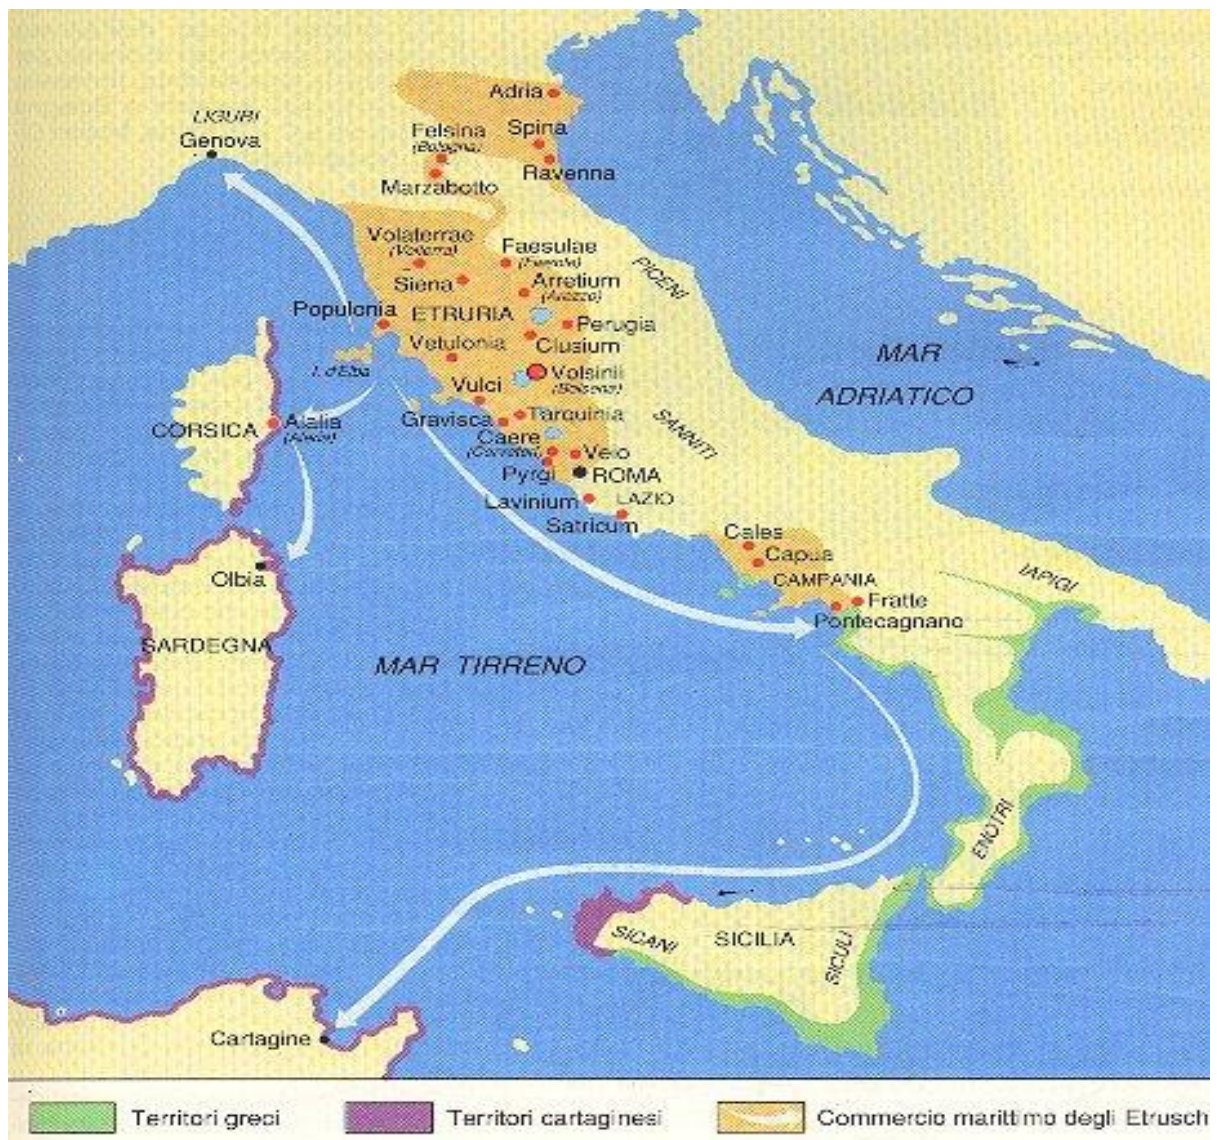 Adria
LIGURI
Genova
Felsina
(Bologna)
Spina
Ravenna
Marzabotto
Volaterrae
(Volterra)
Faesulae
(Fiesole)
PICENI
Siena
Arretium
(Arezzo)
Populonia
ETRURIA
Perugia
Vetulonia
Clusium
MAR
ADRIATICO
I. d'Elba
Volsinii
(Bolsena)
Vulci
CORSICA
Alalia
(Aleria)
Gravisca
Tarquinia
SANNITI
Caere
(Cerveteri)
Veio
Pyrgi
ROMA
Lavinium
LAZIO
Satricum
Cales
Capua
Olbia
CAMPANIA
IAPIGI
Fratte
Pontecagnano
SARDEGNA
MAR TIRRENO
ENOTRI
SICANI
SICILIA
SICULI
Cartagine
Territori greci
Territori cartaginesi
Commercio marittimo degli Etrusch